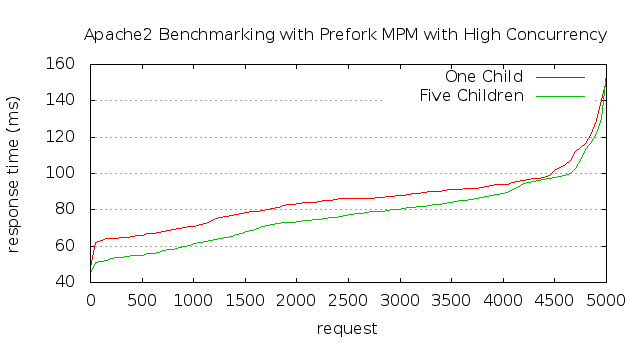 Apache2 Benchmarking with Prefork MPM with High Concurrency
response time (ms)
160
140
120
100
80
60
40
One Child
Five Children
0 500 1000 1500 2000 2500 3000 3500 4000 4500 5000
request